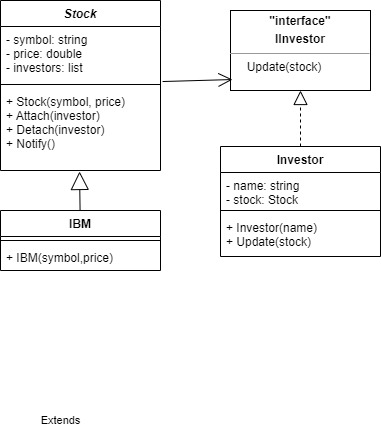 Stock
- symbol: string
- price: double
- investors: list
+ Stock(symbol, price)
+ Attach(investor)
+ Detach(investor)
+ Notify()
"interface"
IInvestor
Update(stock)
Investor
- name: string
- stock: Stock
+ Investor(name)
+ Update(stock)
IBM
+ IBM(symbol,price)
Extends